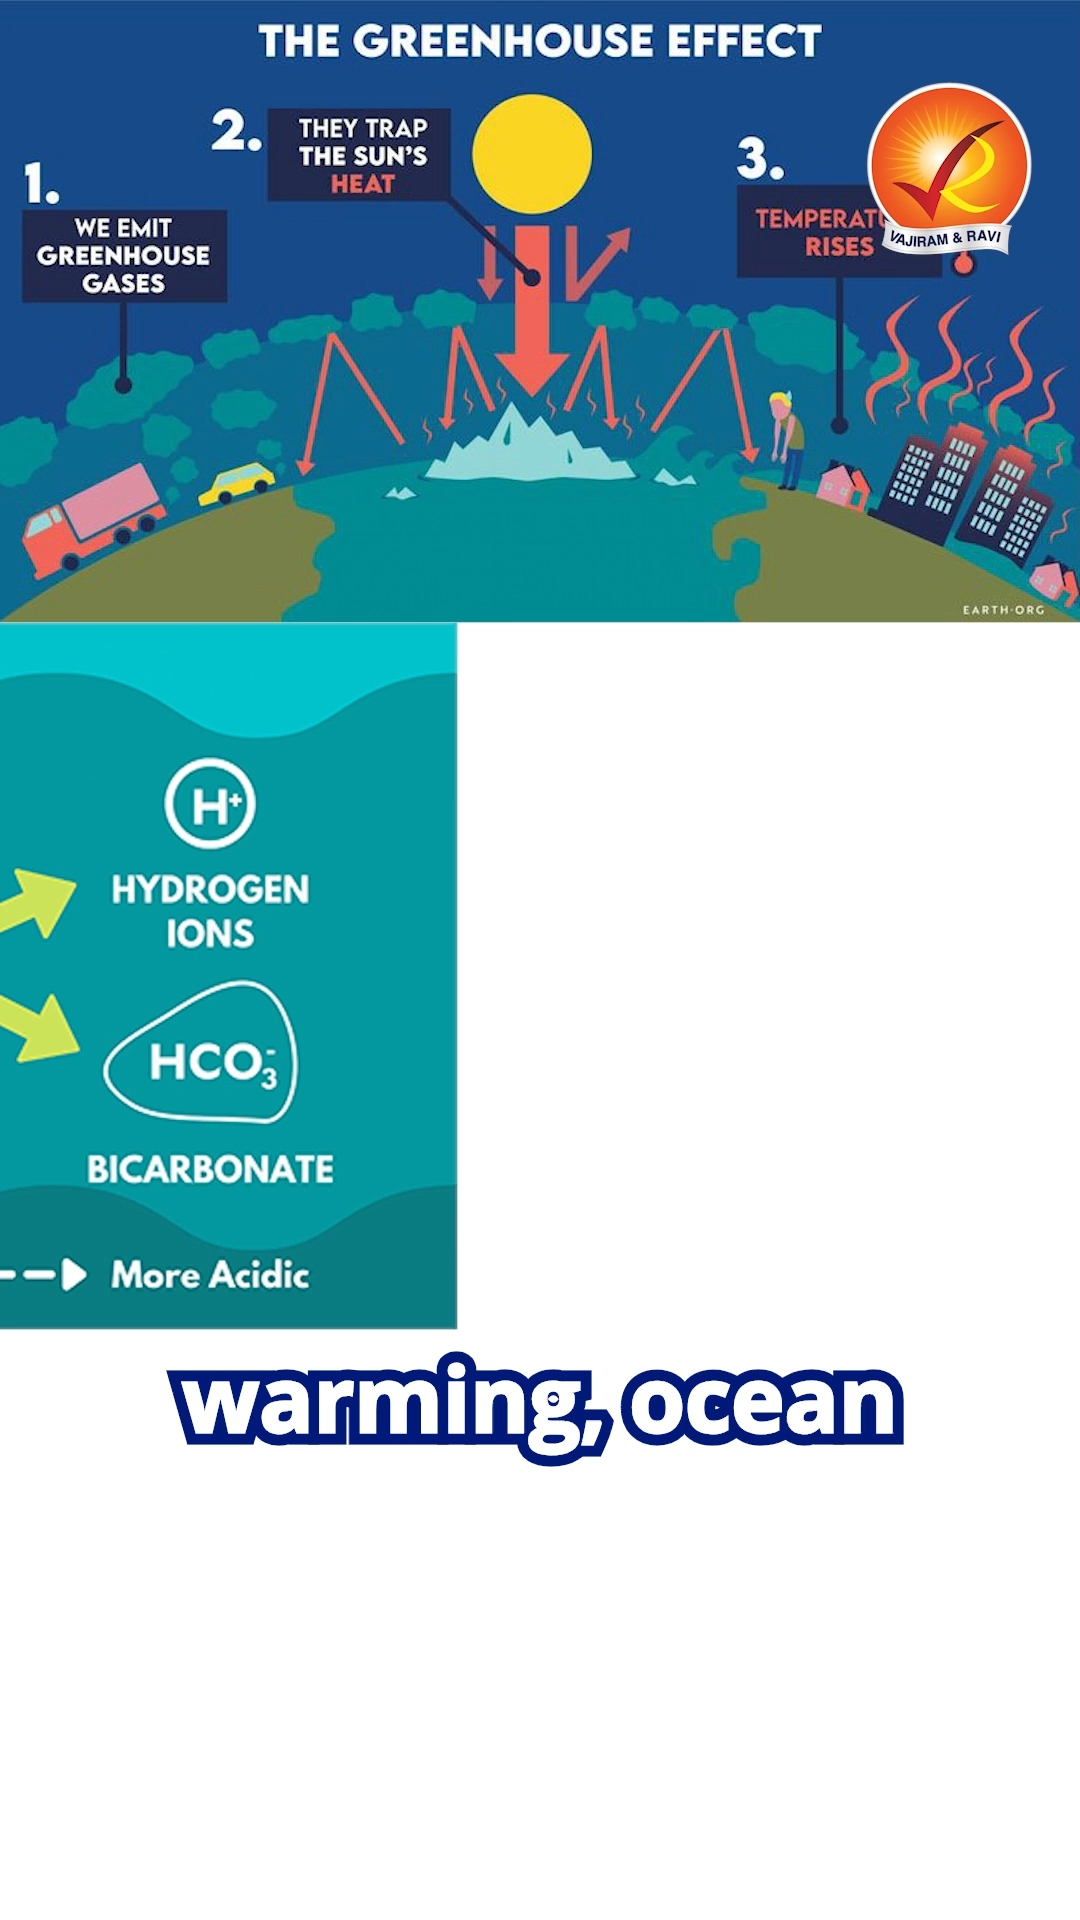 THE GREENHOUSE EFFECT
1.
WE EMIT
GREENHOUSE
GASES
2.
THEY TRAP
THE SUN'S
HEAT
3.
RISES
VAJIRAM & RAVI
EARTH·ORG
H+
HYDROGEN
IONS
HCO3-
BICARBONATE
More Acidic
warming, ocean